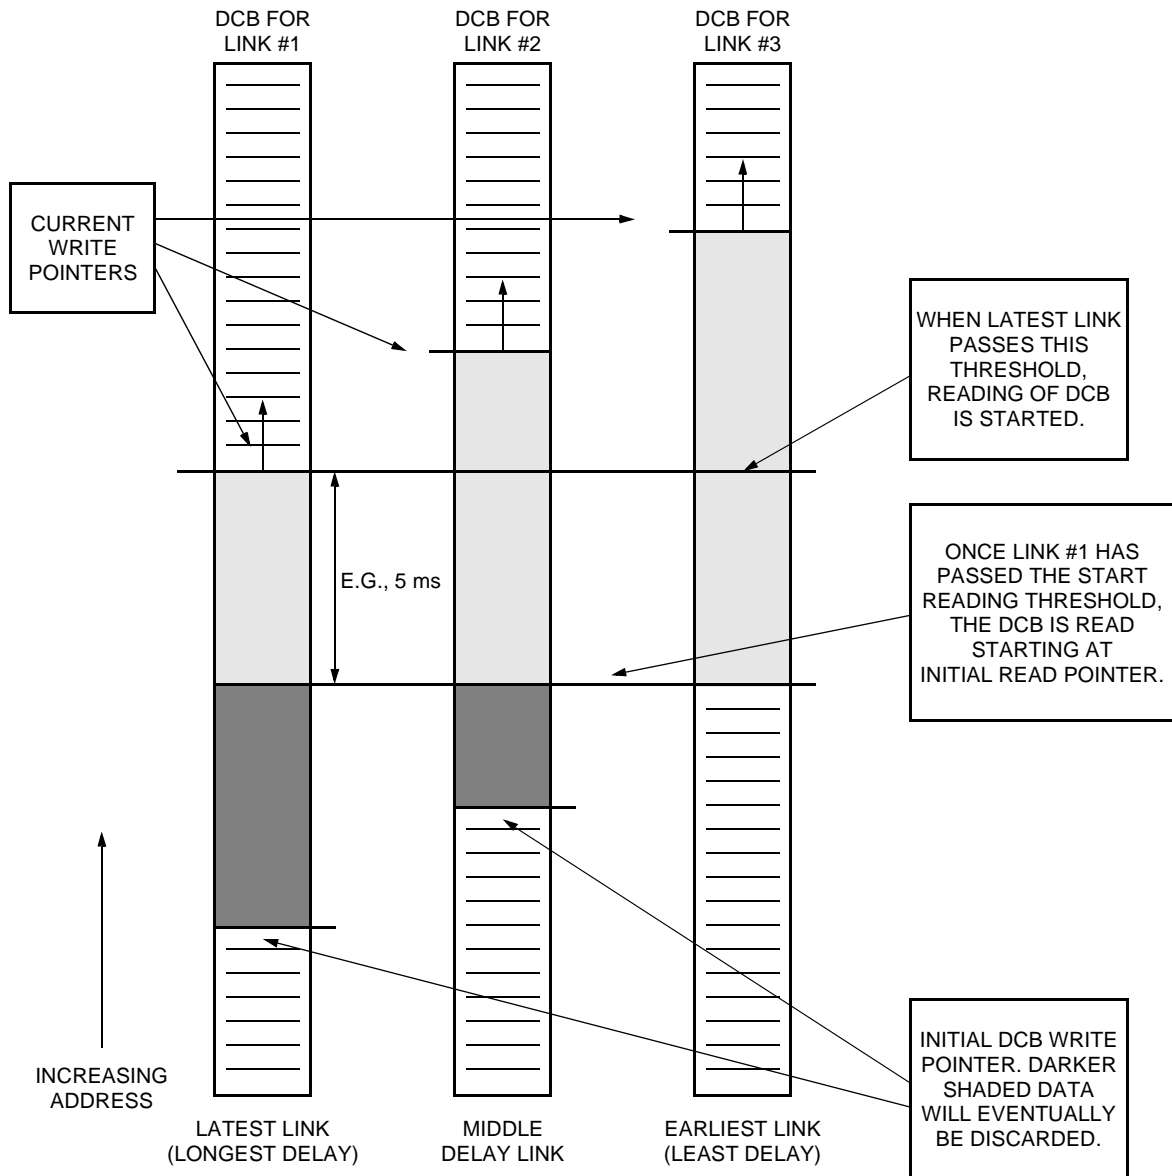 DCB FOR
LINK #1
DCB FOR
LINK #2
DCB FOR
LINK #3
CURRENT
WRITE
POINTERS
WHEN LATEST LINK
PASSES THIS
THRESHOLD,
READING OF DCB
IS STARTED.
E.G., 5 ms
ONCE LINK #1 HAS
PASSED THE START
READING THRESHOLD,
THE DCB IS READ
STARTING AT
INITIAL READ POINTER.
INCREASING
ADDRESS
INITIAL DCB WRITE
POINTER. DARKER
SHADED DATA
WILL EVENTUALLY
BE DISCARDED.
LATEST LINK
(LONGEST DELAY)
MIDDLE
DELAY LINK
EARLIEST LINK
(LEAST DELAY)